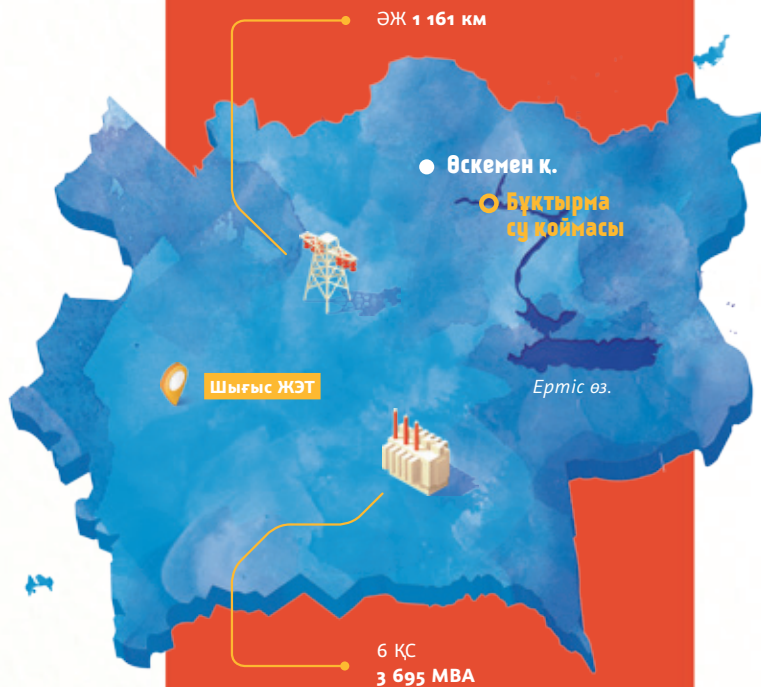 ӘЖ 1 161 км
Өскемен қ.
Бұқтырма
су қоймасы
Шығыс ЖЭТ
Ертіс өз.
6 ҚС
3 695 МВА